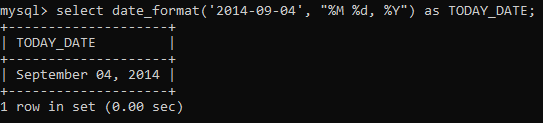 mysql> select date_format('2014-09-04', "%M %d, %Y") as TODAY_DATE;
+--------------------+
| TODAY_DATE         |
+--------------------+
| September 04, 2014 |
+--------------------+
1 row in set (0.00 sec)